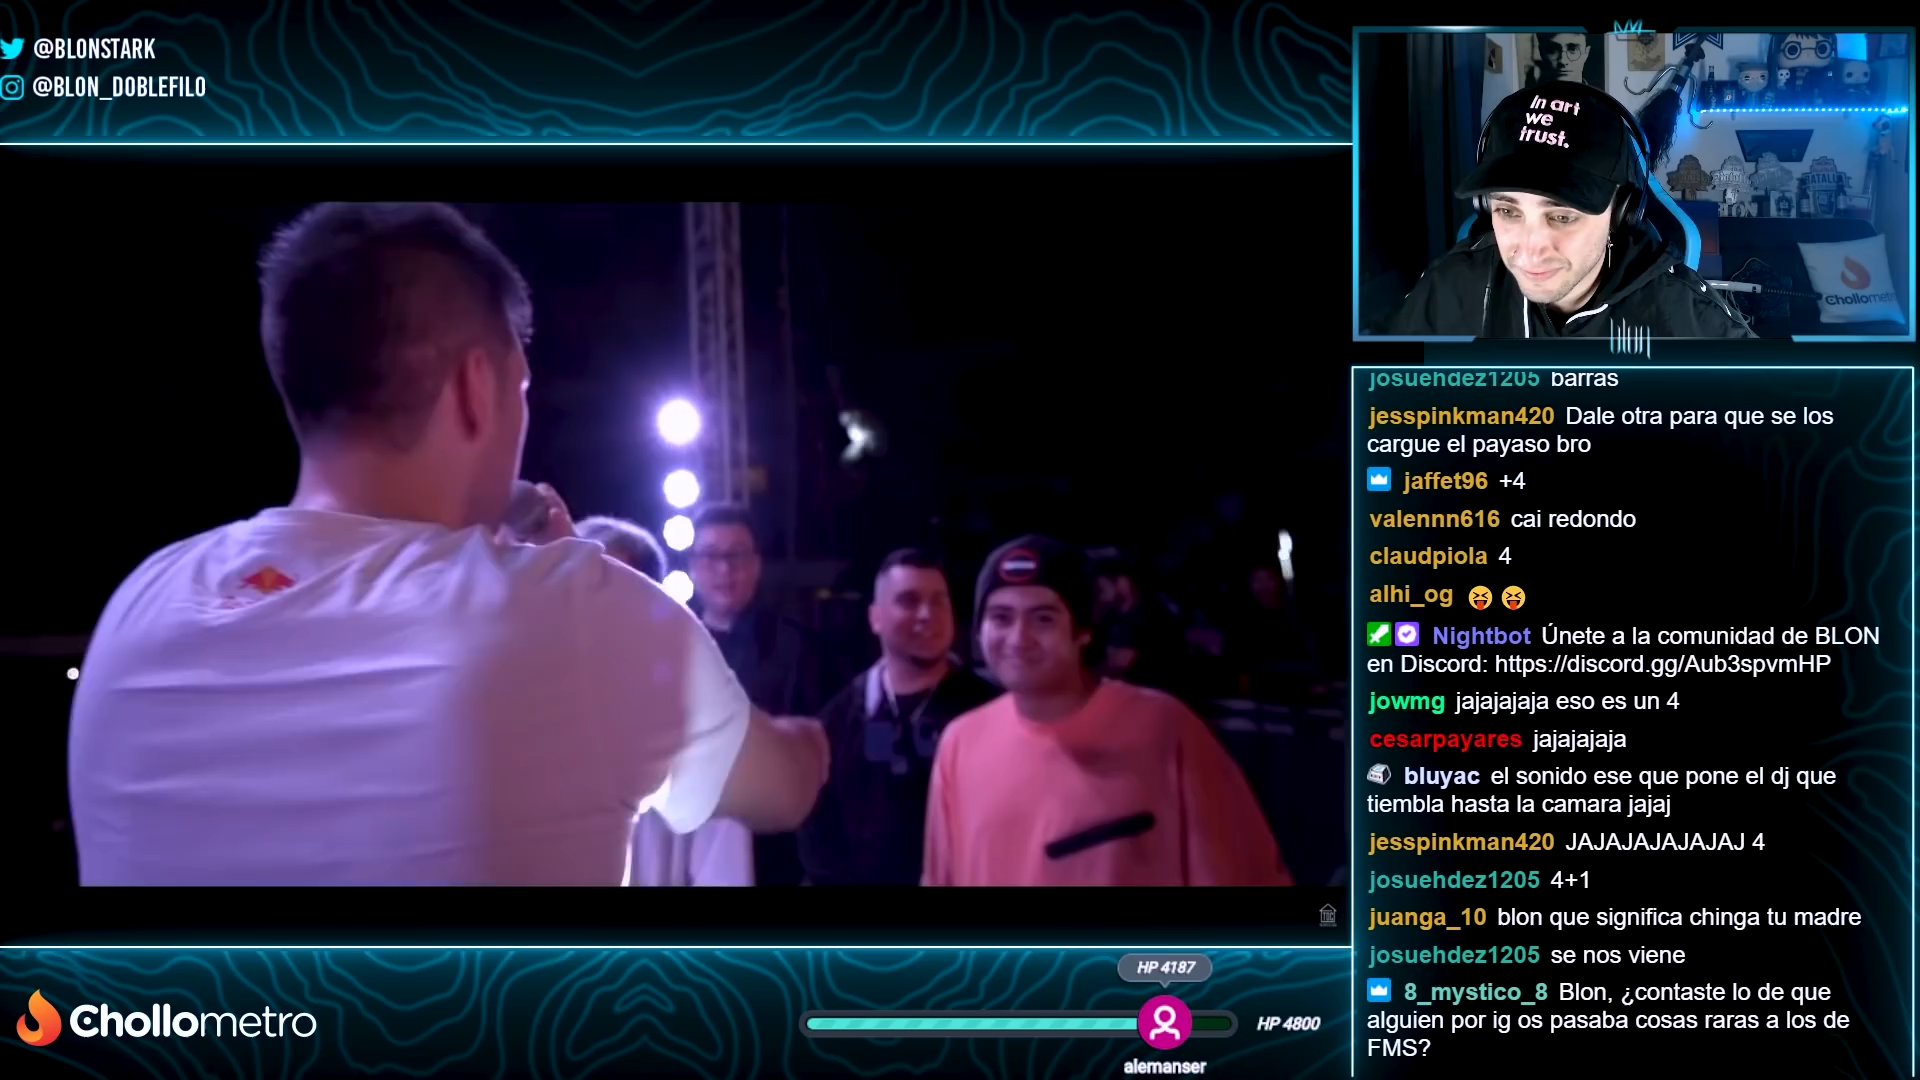 @BLONSTARK
@BLON_DOBLEFILO
In art
we
trust.
BATALLA
Chollometro
josuehdez1205 barras
jesspinkman420 Dale otra para que se los
cargue el payaso bro
jaffet96 +4
valennn616 cai redondo
claudpiola 4
alhi_og 😝 😝
Nightbot Únete a la comunidad de BLON
en Discord: https://discord.gg/Aub3spvmHP
jowmg jajajajaja eso es un 4
cesarpayares jajajajaja
bluyac el sonido ese que pone el dj que
tiembla hasta la camara jajaj
jesspinkman420 JAJAJAJAJAJAJ 4
josuehdez1205 4+1
juanga_10 blon que significa chinga tu madre
josuehdez1205 se nos viene
8_mystico_8 Blon, ¿contaste lo de que
alguien por ig os pasaba cosas raras a los de
FMS?
Chollometro
HP 4187
HP 4800
alemanser